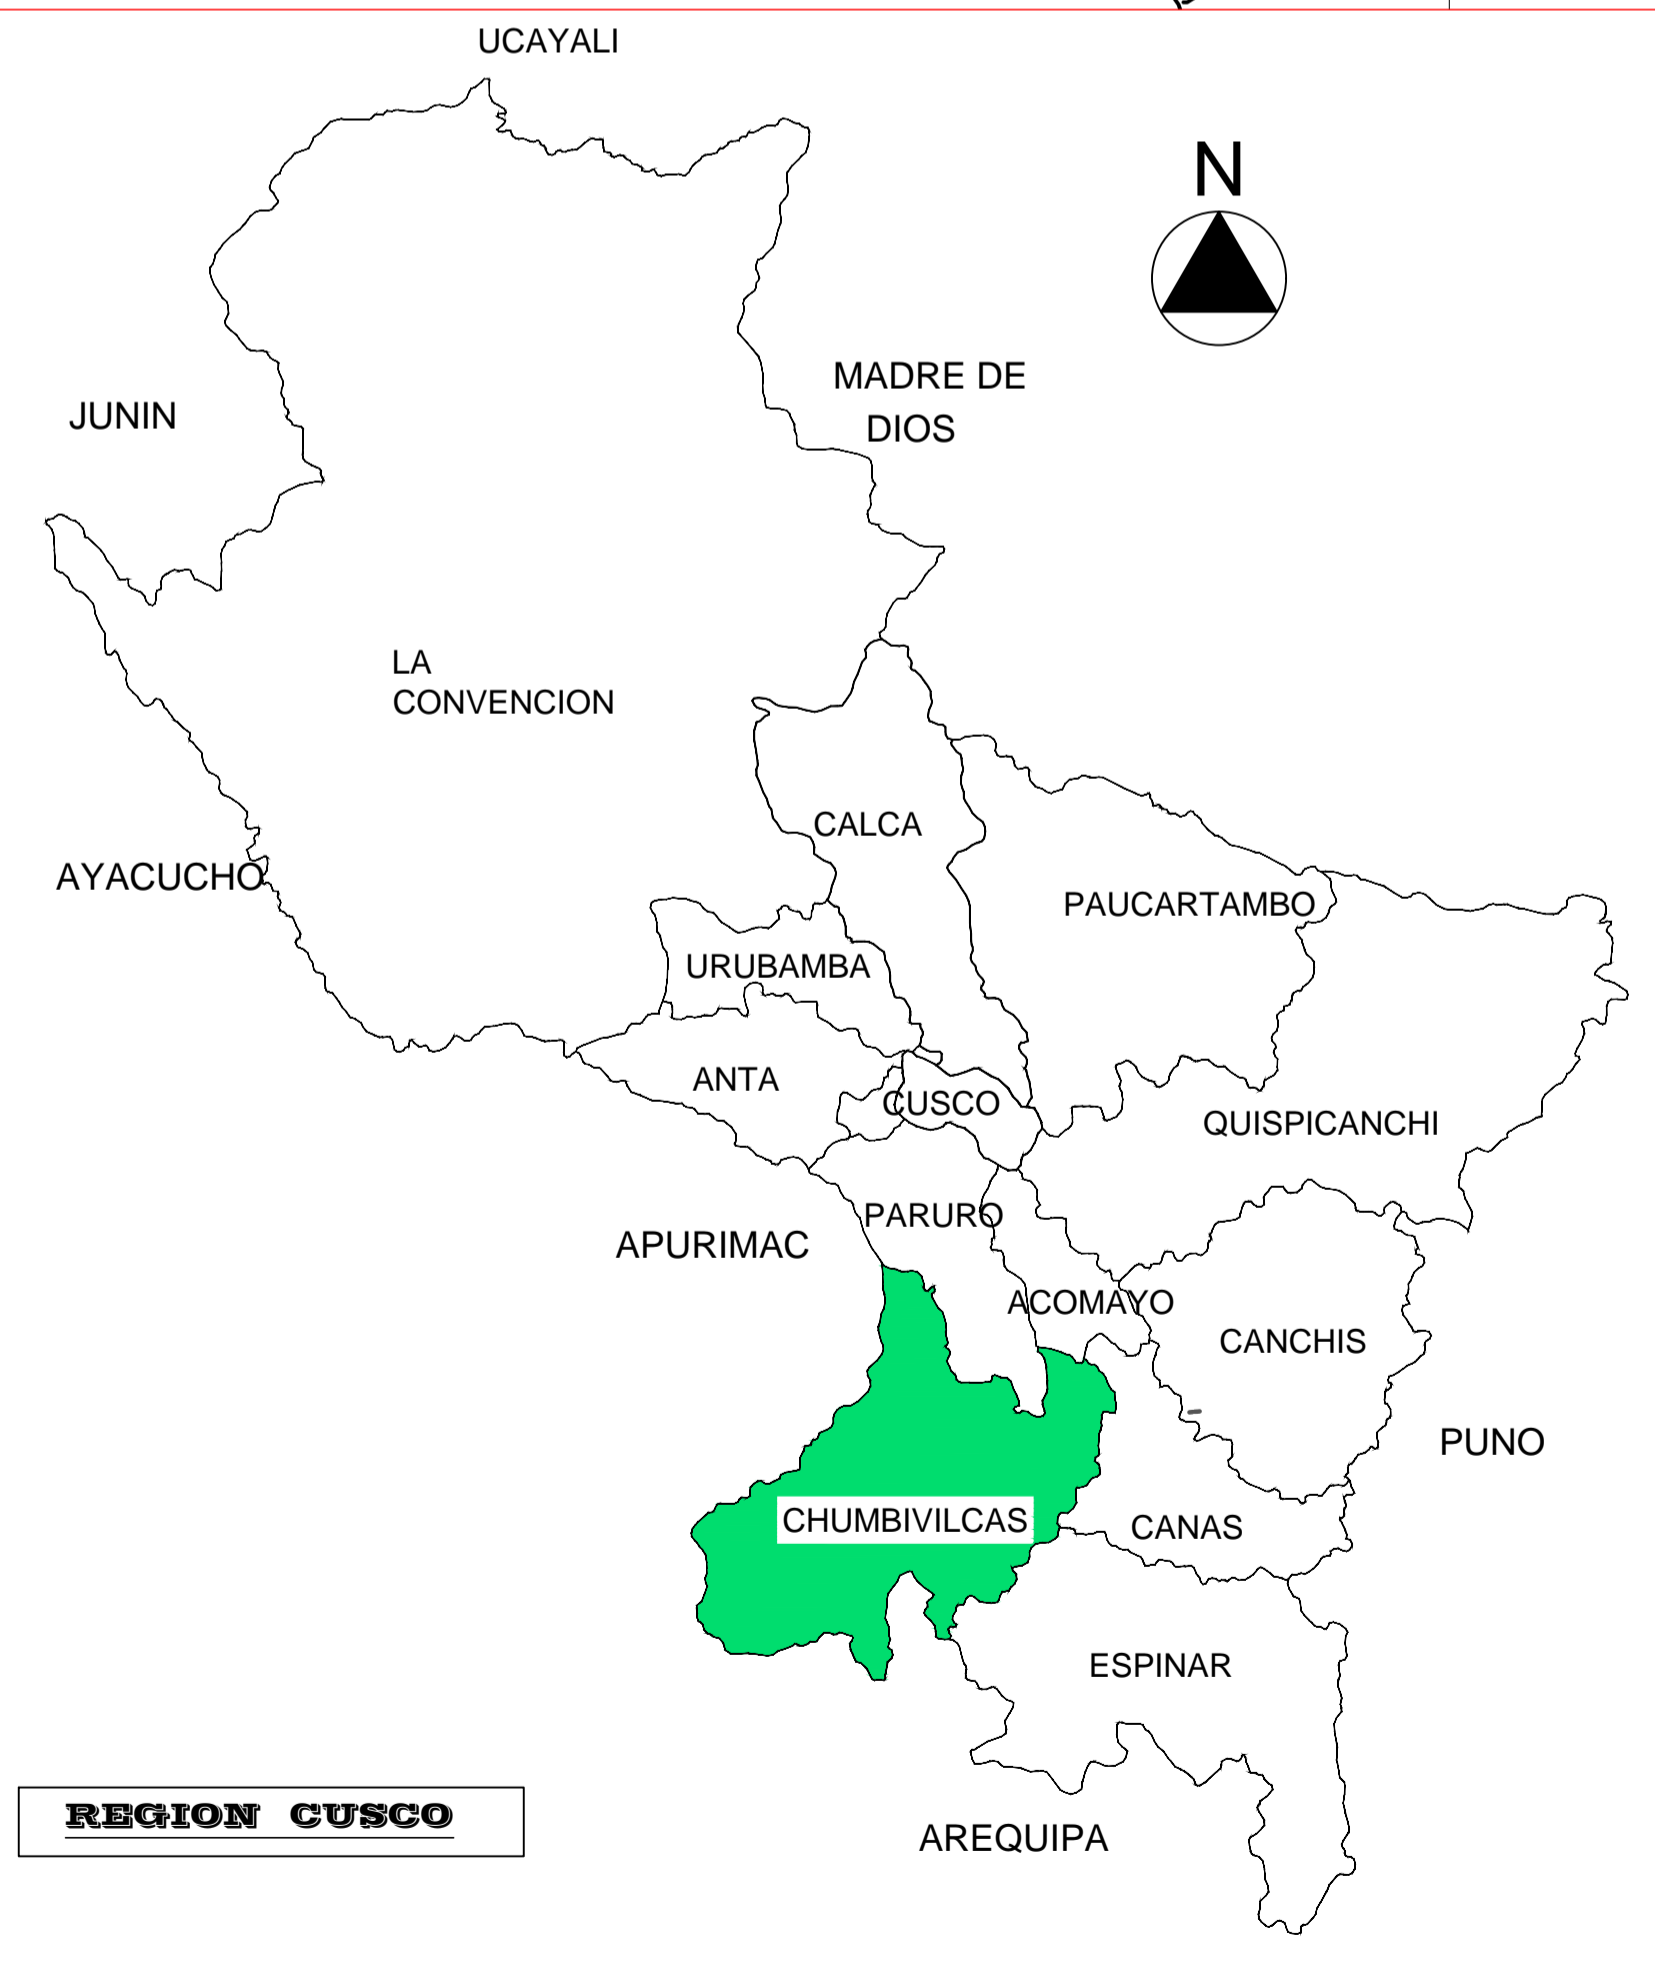 UCAYALI
N
MADRE DE
DIOS
JUNIN
LA
CONVENCION
CALCA
AYACUCHO
PAUCARTAMBO
URUBAMBA
ANTA
CUSCO
QUISPICANCHI
PARURO
APURIMAC
ACOMAYO
CANCHIS
PUNO
CHUMBIVILCAS
CANAS
ESPINAR
REGION CUSCO
AREQUIPA